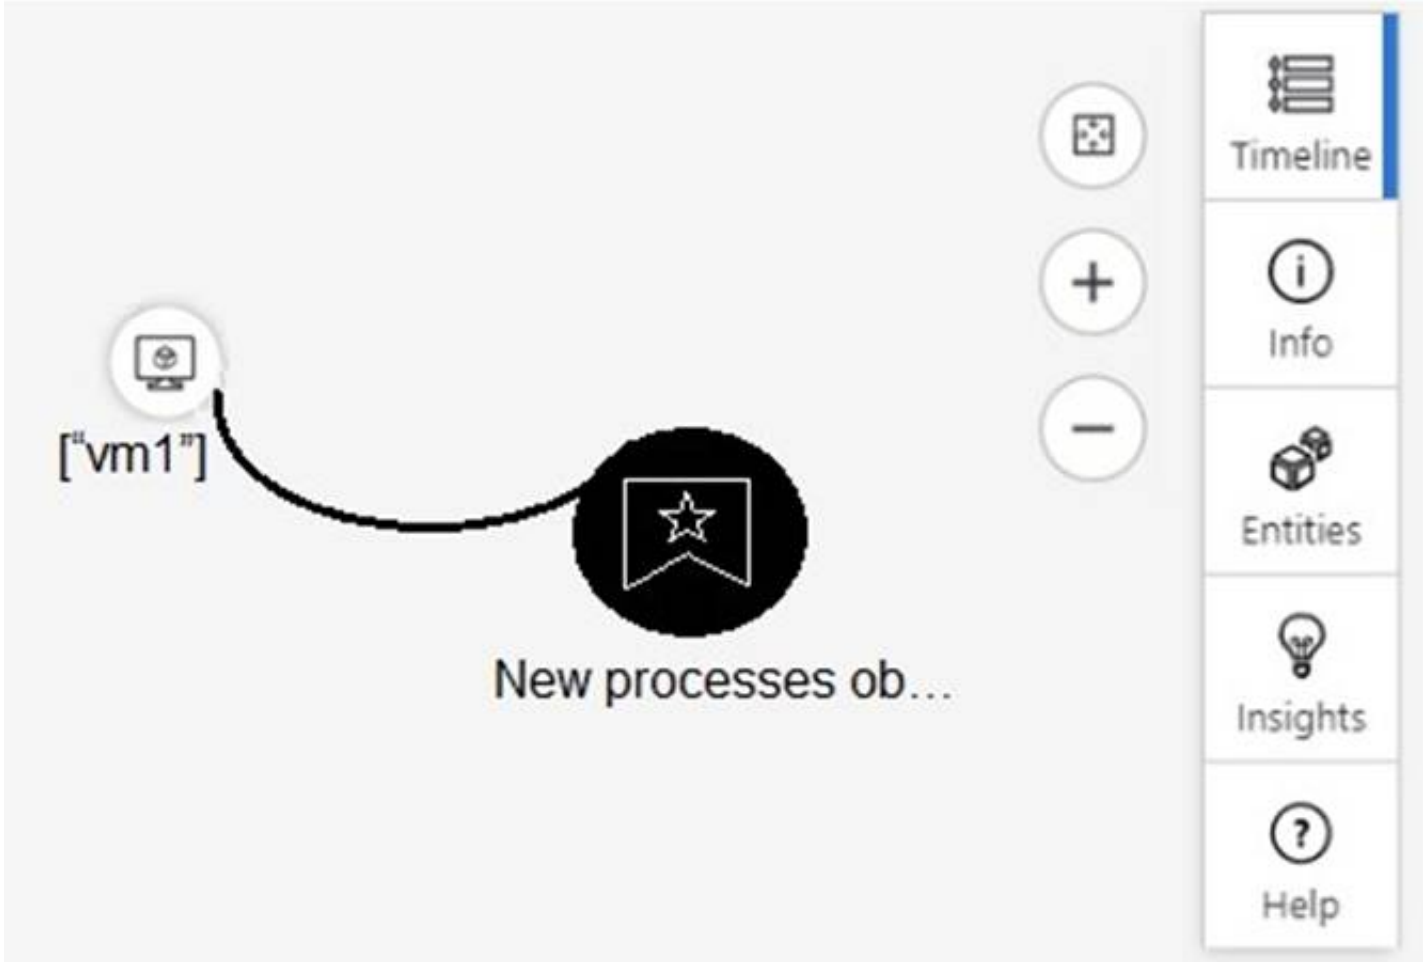 Timeline
Info
["vm1"]
Entities
New processes ob...
Insights
Help